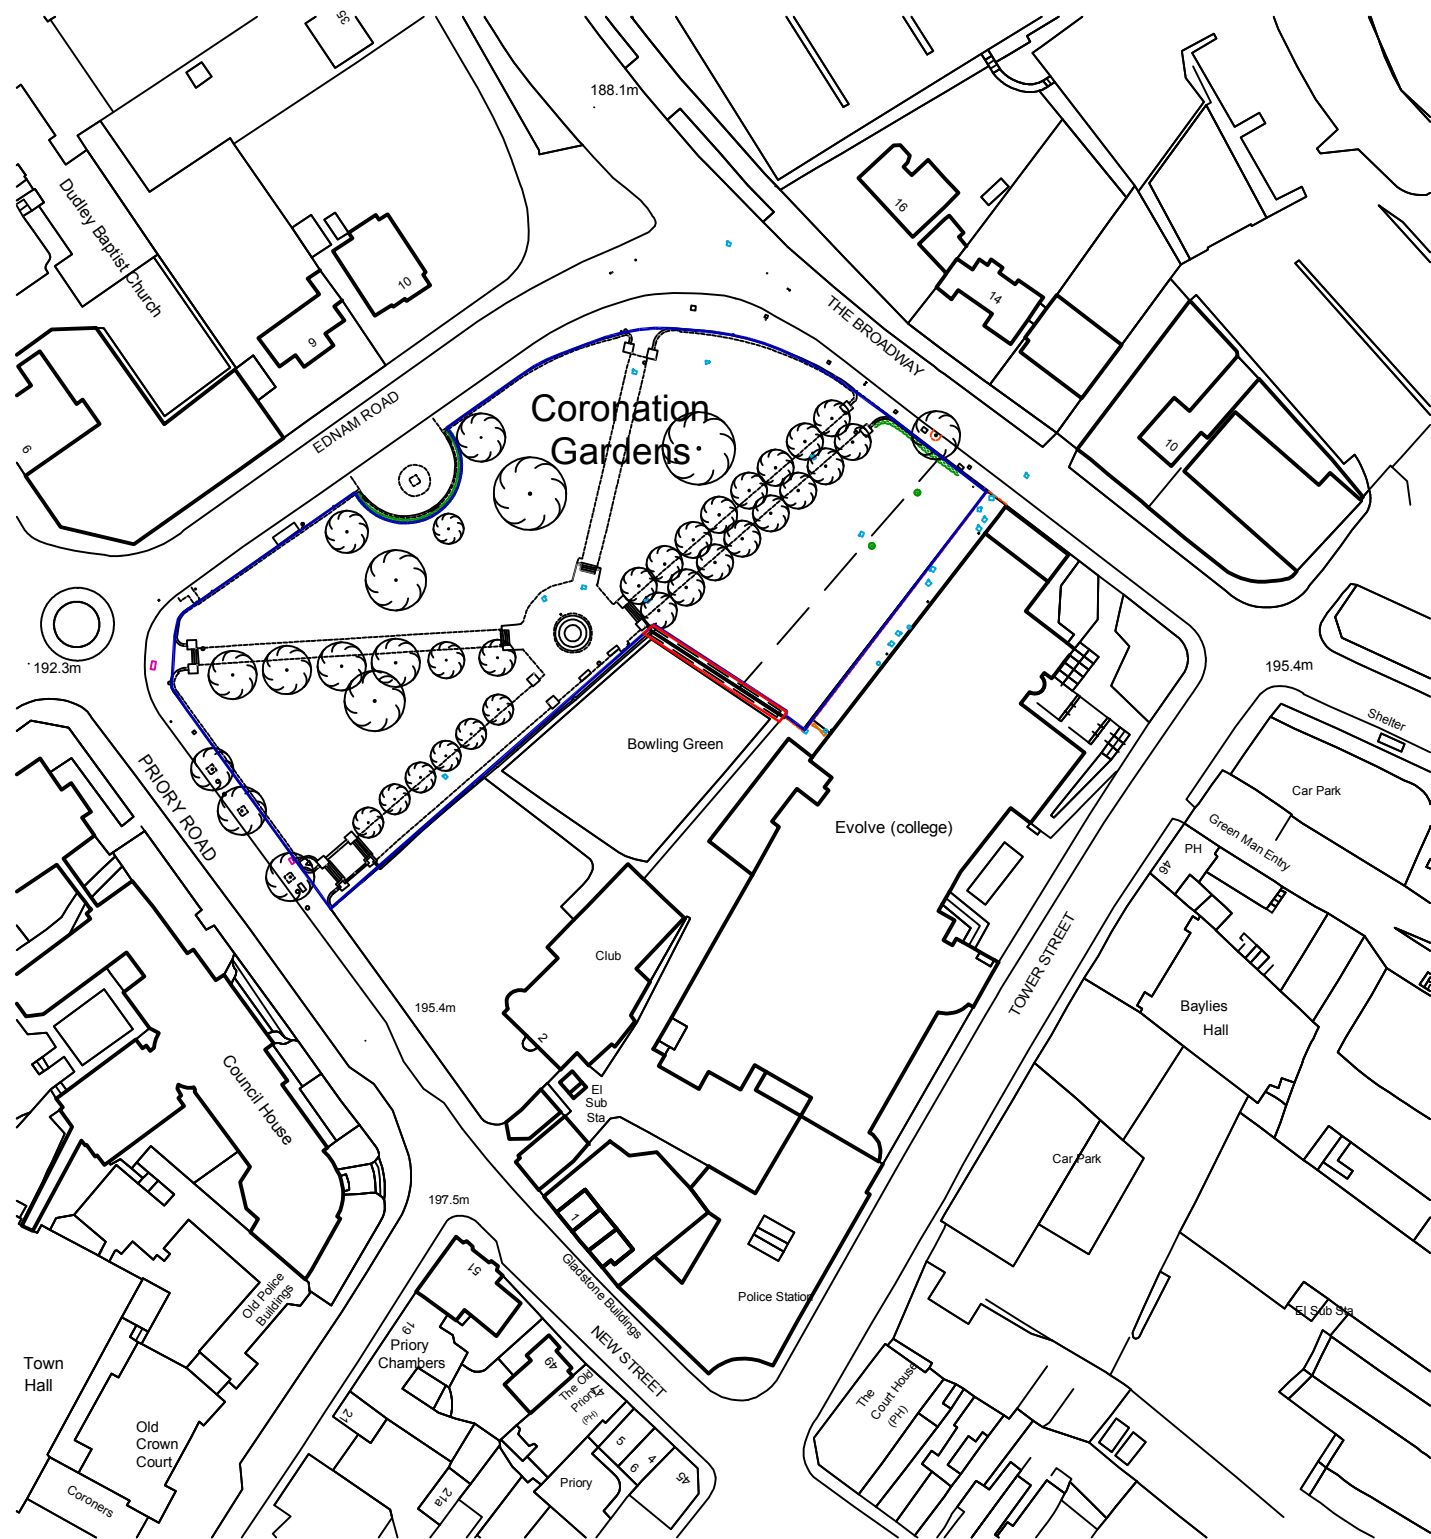 35
188.1m
Dudley Baptist Church
16
10
14
9
THE BROADWAY
EDNAM ROAD
Coronation
Gardens
6
10
192.3m
195.4m
Shelter
Bowling Green
PRIORY ROAD
Car Park
Evolve (college)
Green Man Entry
PH
46
Club
TOWER STREET
195.4m
Baylies
Hall
2
Council House
El
Sub
Sta
Car Park
197.5m
1
51
Gladstone Buildings
Old Police
Buildings
Police Station
El Sub Sta
19
Priory
Chambers
NEW STREET
49
Town
Hall
The Old
Priory
(PH)
47
The
Court House
(PH)
21
Old
Crown
Court
5
4
6
45
Priory
21a
Coroners